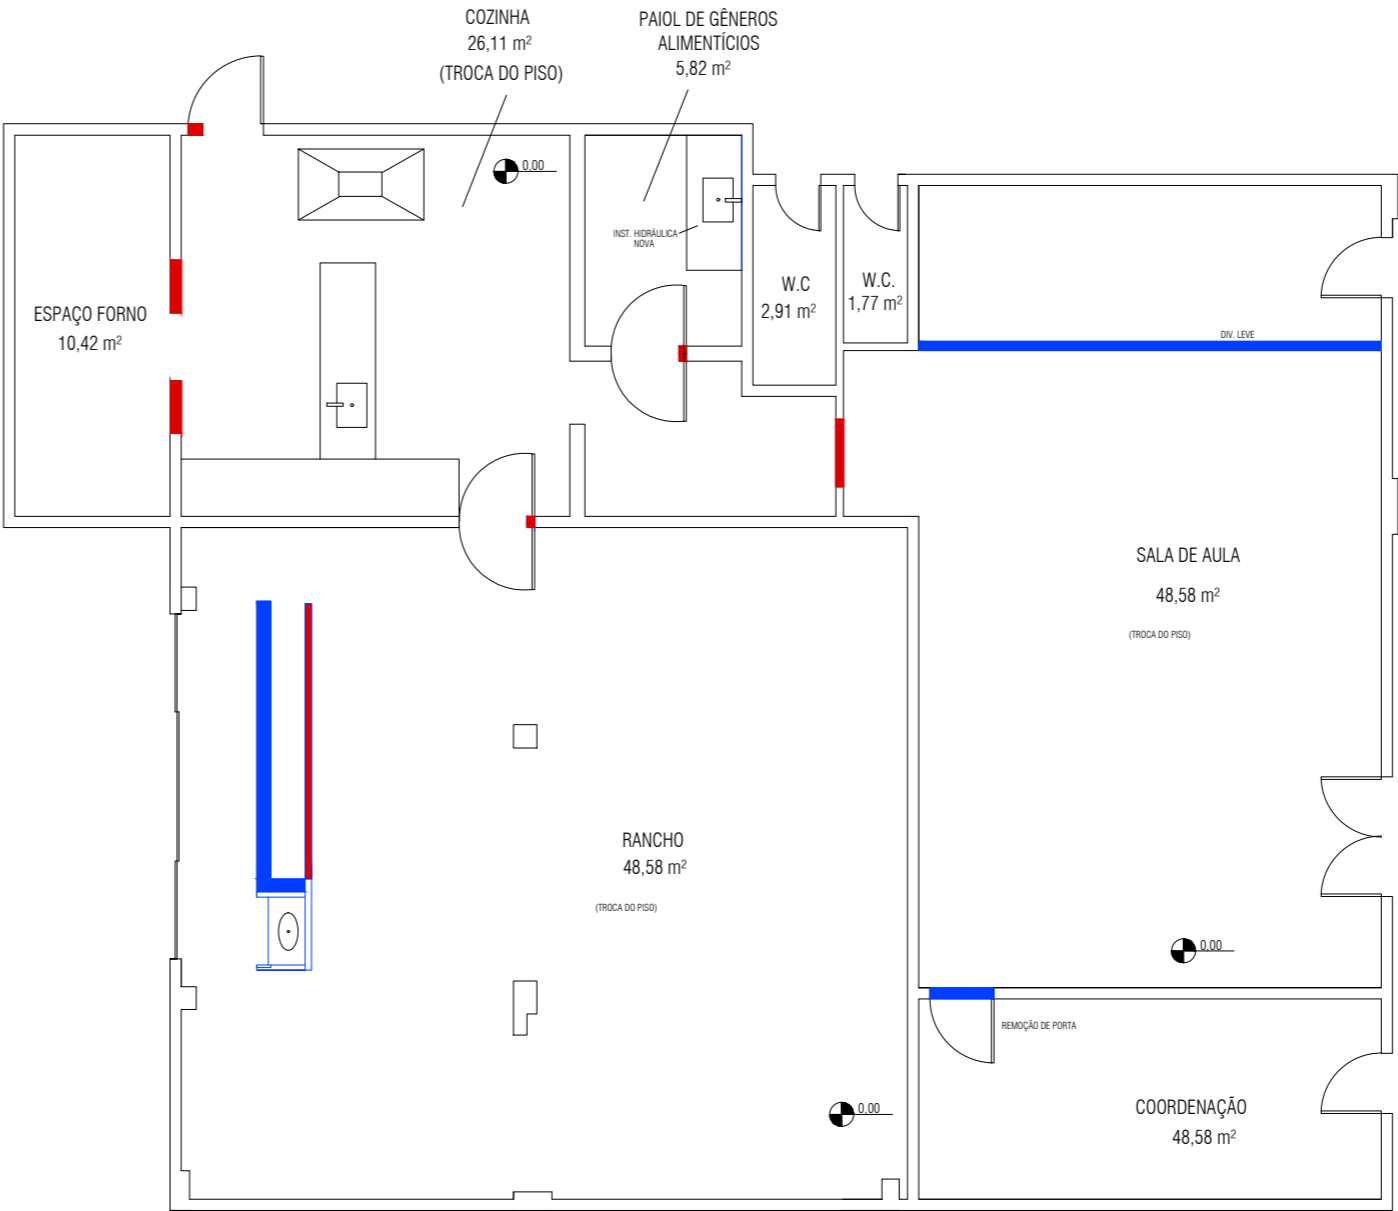 COZINHA
26,11 m²
(TROCA DO PISO)
PAIOL DE GÊNEROS
ALIMENTÍCIOS
5,82 m²
0,00
INST. HIDRÁULICA
NOVA
W.C
2,91 m²
W.C.
1,77 m²
ESPAÇO FORNO
10,42 m²
DIV. LEVE
SALA DE AULA
48,58 m²
(TROCA DO PISO)
RANCHO
48,58 m²
(TROCA DO PISO)
0,00
REMOÇÃO DE PORTA
COORDENAÇÃO
48,58 m²
0,00